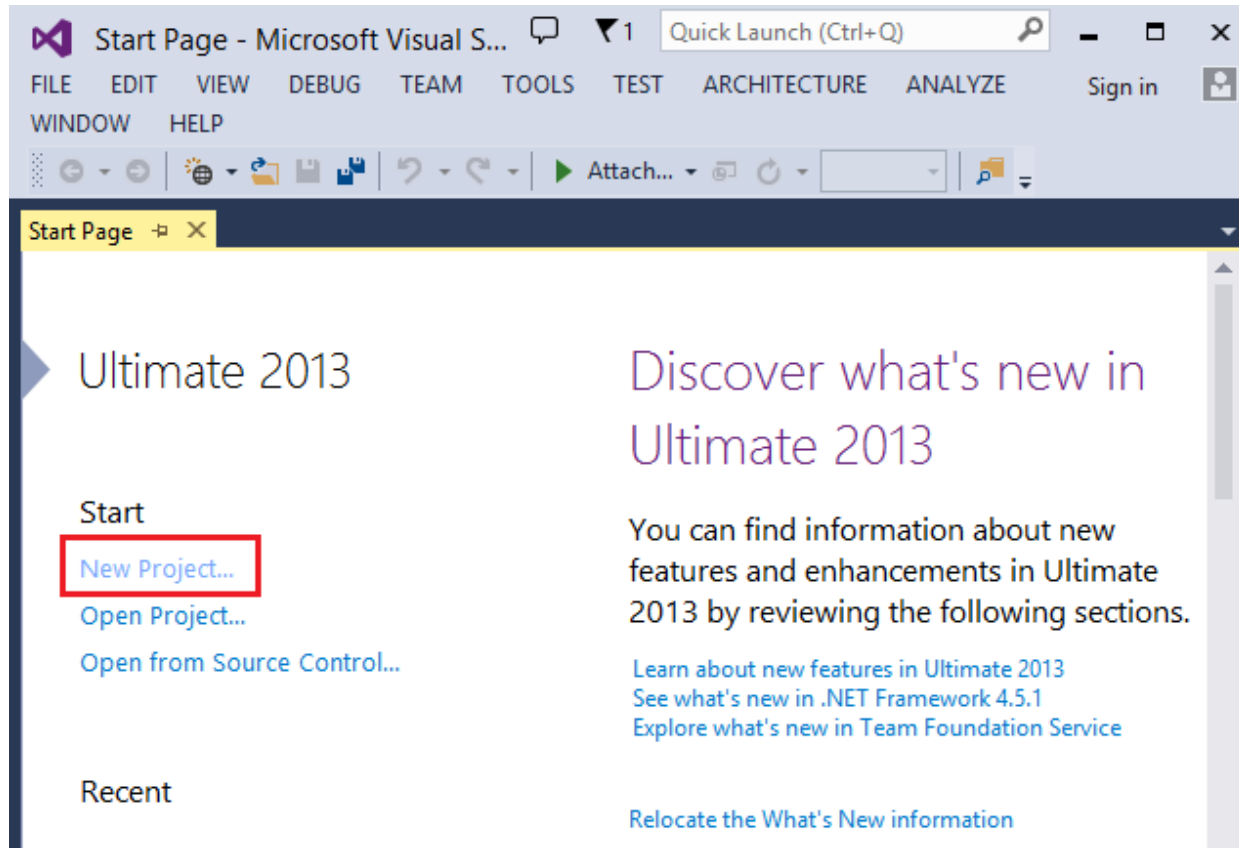 Start Page - Microsoft Visual S...
1
Quick Launch (Ctrl+Q)
FILE EDIT VIEW DEBUG TEAM TOOLS TEST ARCHITECTURE ANALYZE Sign in
WINDOW HELP
Attach...
Start Page
Ultimate 2013
Start
New Project...
Open Project...
Open from Source Control...
Recent
Discover what's new in
Ultimate 2013
You can find information about new
features and enhancements in Ultimate
2013 by reviewing the following sections.
Learn about new features in Ultimate 2013
See what's new in .NET Framework 4.5.1
Explore what's new in Team Foundation Service
Relocate the What's New information